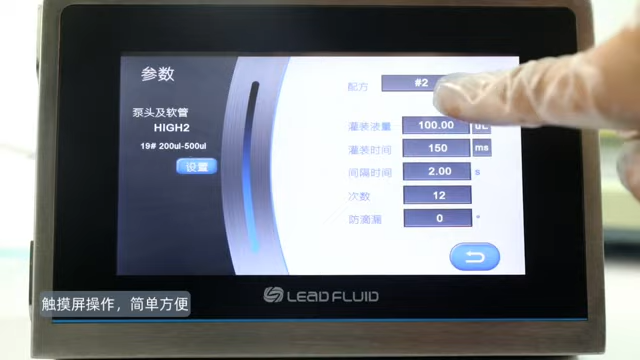 参数
泵头及软管
HIGH2
19# 200ul-500ul
设置
配方 #2
灌装液量 100.00 uL
灌装时间 150 ms
间隔时间 2.00 s
次数 12
防滴漏 0 °
LEAD FLUID
触摸屏操作，简单方便